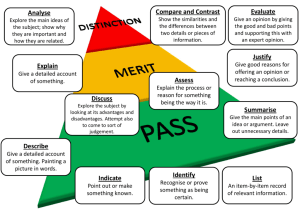 Analyse
Explore the main ideas of
the subject, show why
they are important and
how they are related.
DISTINCTION
Compare and Contrast
Show the similarities and
the differences between
two details or pieces of
information.
Evaluate
Give an opinion by giving
the good and bad points
and supporting this with
an expert opinion.
Explain
Give a detailed account
of something.
MERIT
Assess
Explain the process or
reason for something
being the way it is.
Justify
Give good reasons for
offering an opinion or
reaching a conclusion.
Discuss
Explore the subject by
looking at its advantages and
disadvantages. Attempt also
to come to sort of
judgement.
PASS
Summarise
Give the main points of an
idea or argument. Leave
out unnecessary details.
Describe
Give a detailed account
of something. Painting a
picture in words.
Indicate
Point out or make
something known.
Identify
Recognise or prove
something as being
certain.
List
An item-by-item record
of relevant information.